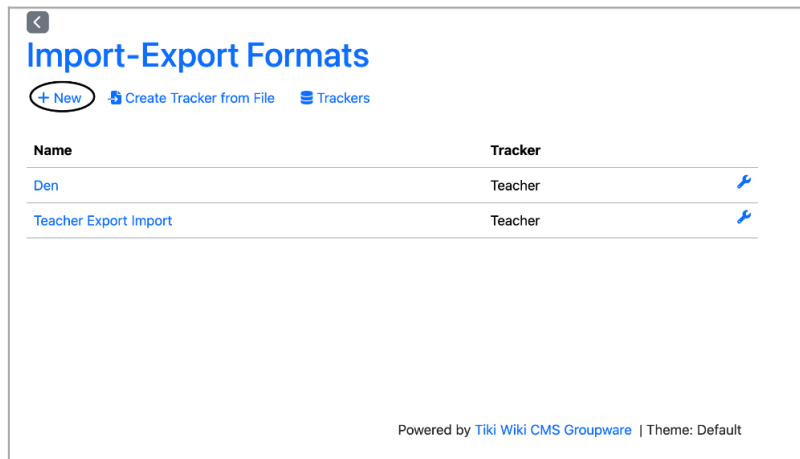 Import-Export Formats
+ New Create Tracker from File Trackers
Name Tracker
Den Teacher
Teacher Export Import Teacher
Powered by Tiki Wiki CMS Groupware | Theme: Default